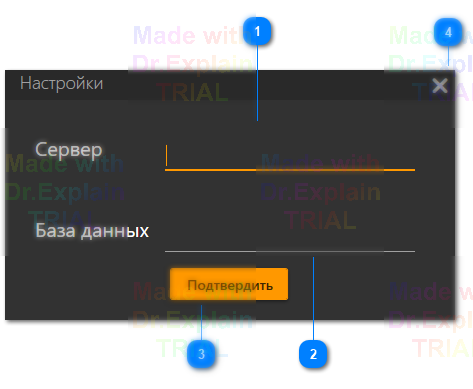 Made with
Dr.Explain
TRIAL
Made with
Dr.Explain
TRIAL
1
4
Настройки
Сервер
Made with
Dr.Explain
TRIAL
Made with
Dr.Explain
TRIAL
База данных
Подтвердить
Made with
Dr.Explain
TRIAL
Made with
Dr.Explain
TRIAL
3
2